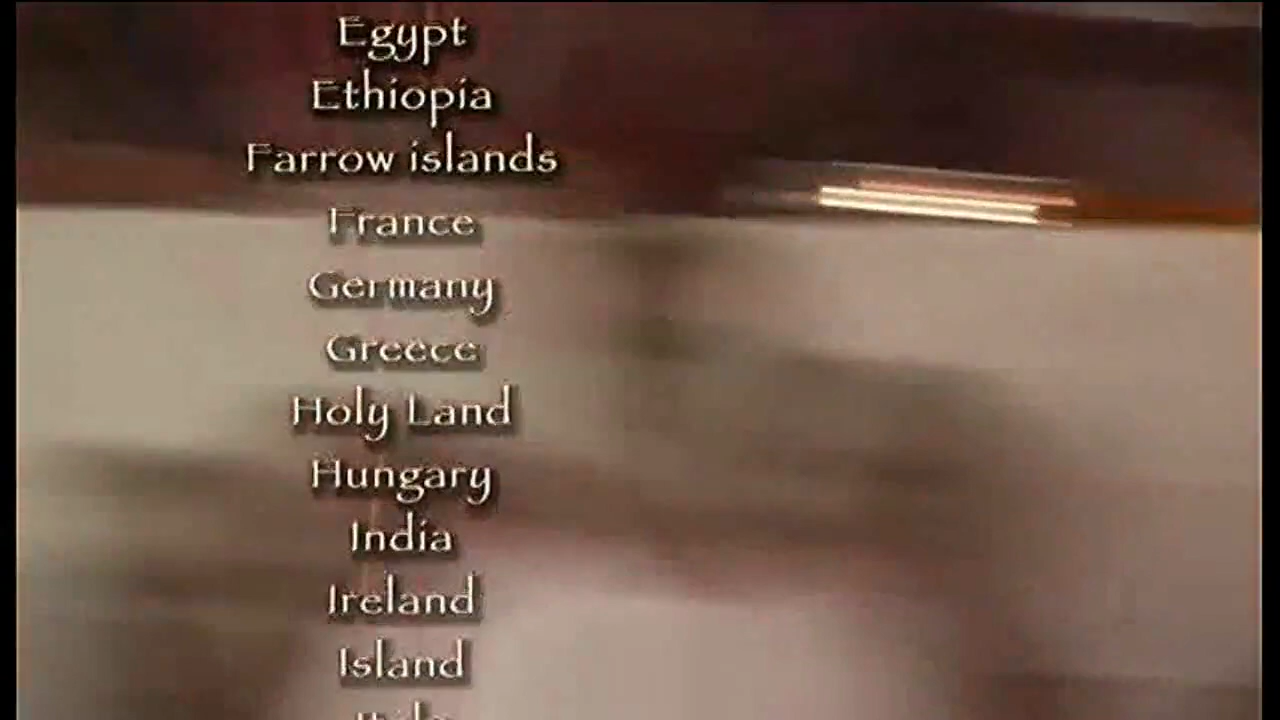 Egypt
Ethiopia
Farrow islands
France
Germany
Greece
Holy Land
Hungary
India
Ireland
Island